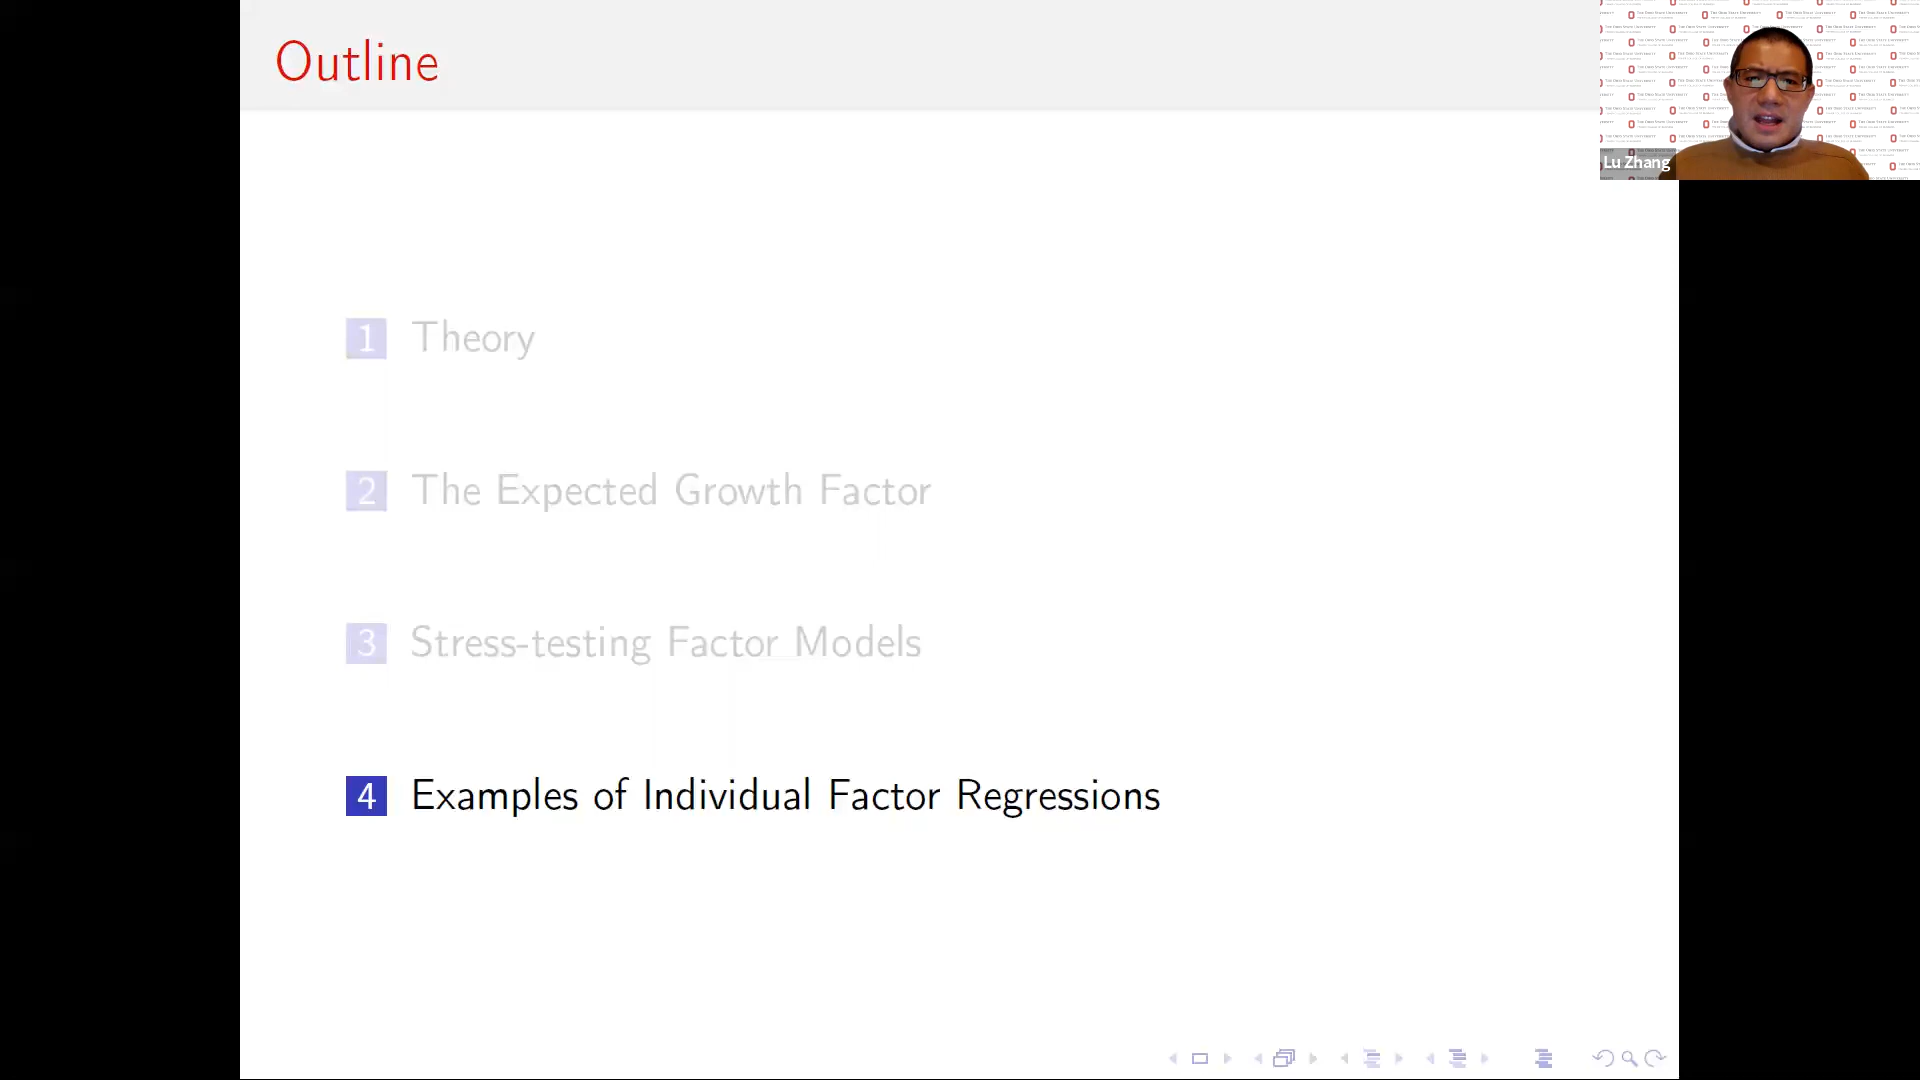 Outline
Lu Zhang
1 Theory
2 The Expected Growth Factor
3 Stress-testing Factor Models
4 Examples of Individual Factor Regressions